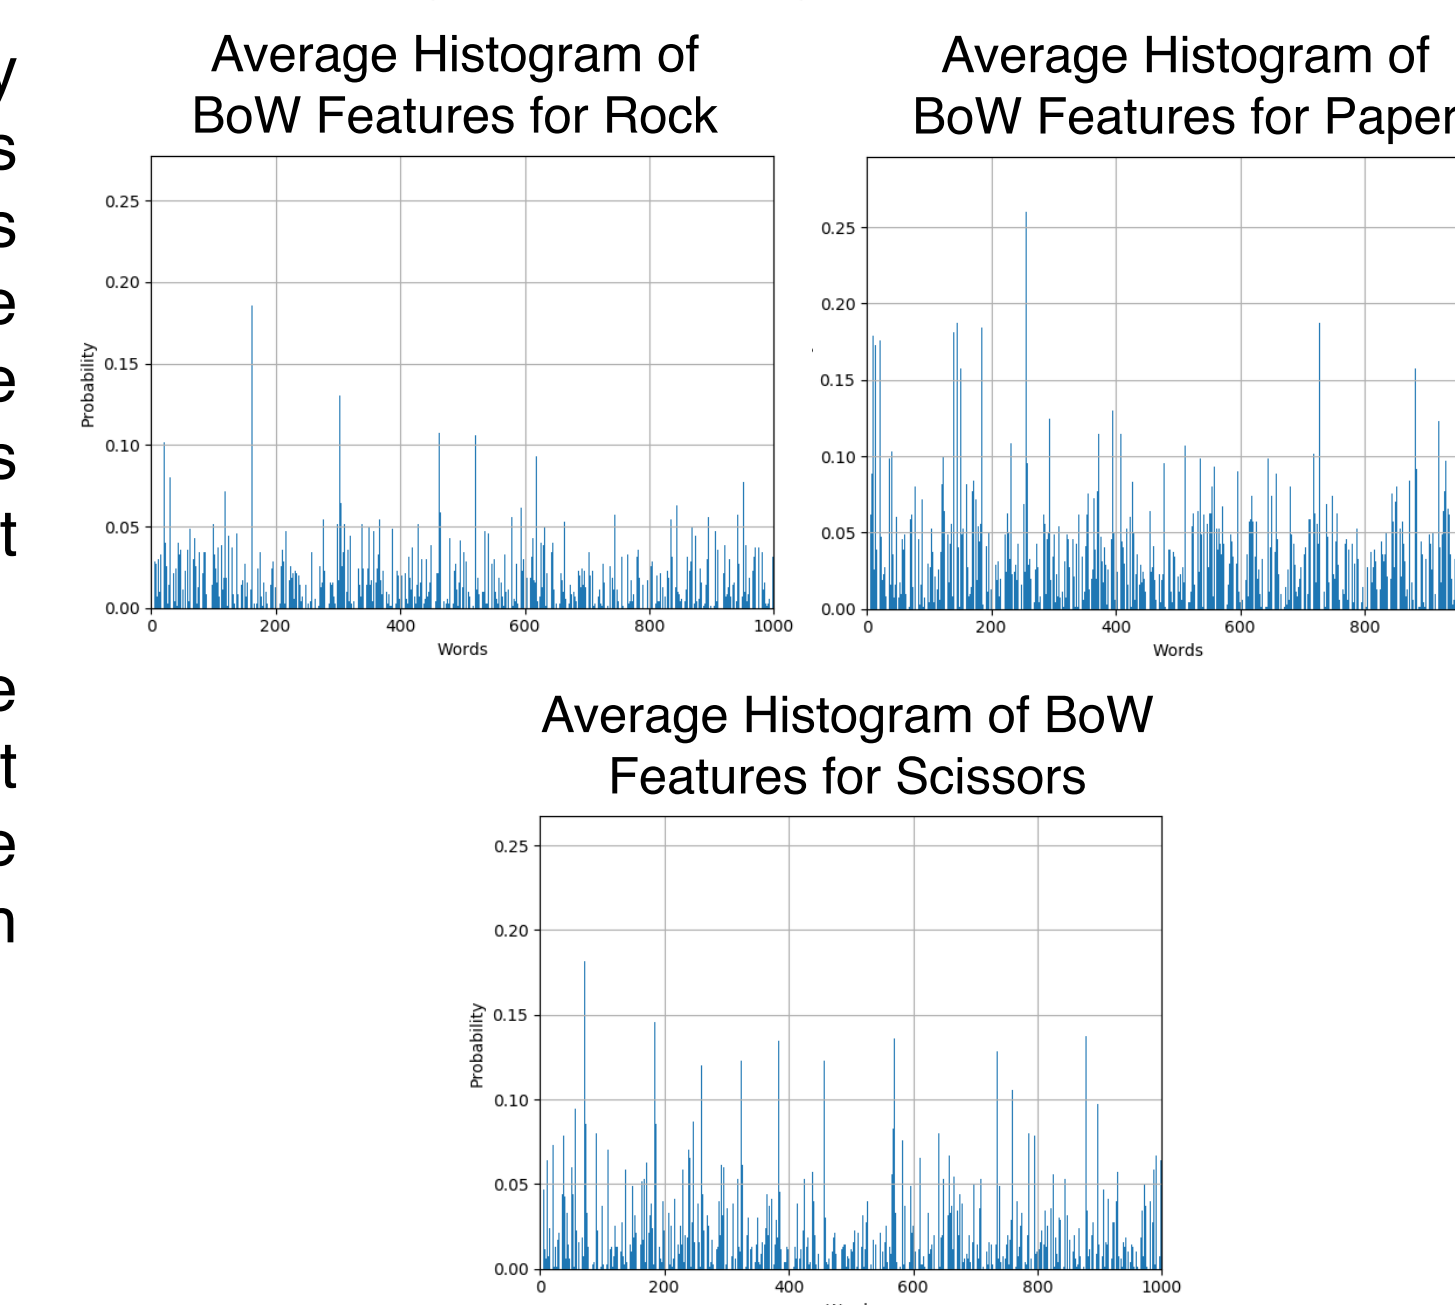 y
s
s
e
e
s
t
e
t
e
n
Average Histogram of
BoW Features for Rock
0.25
0.20
0.15
0.10
0.05
0.00
Probability
0 200 400 600 800 1000
Words
Average Histogram of
BoW Features for Paper
0.25
0.20
0.15
0.10
0.05
0.00
0 200 400 600 800
Words
Average Histogram of BoW
Features for Scissors
0.25
0.20
0.15
0.10
0.05
0.00
Probability
0 200 400 600 800 1000